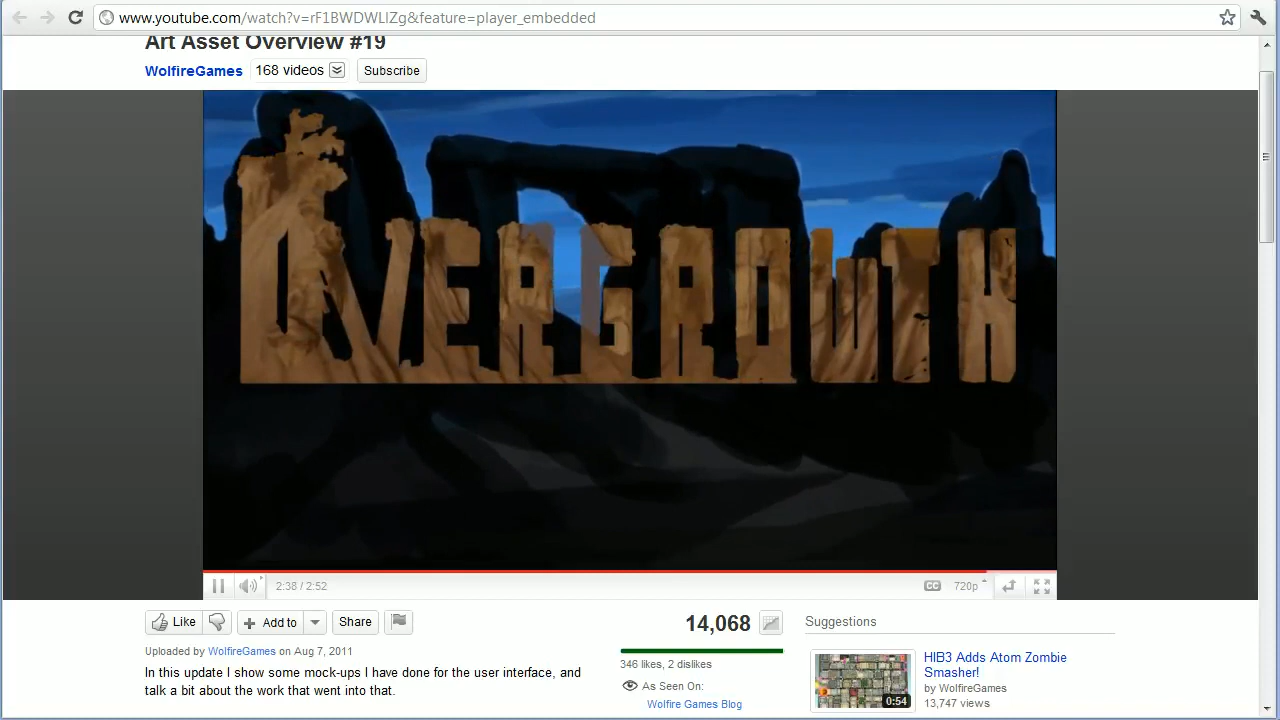 www.youtube.com/watch?v=rF1BWDWLlZg&feature=player_embedded
Art Asset Overview #19
WolfireGames 168 videos Subscribe
OVERGROWTH
2:38 / 2:52 CC 720p
Like Add to Share 14,068 Suggestions
Uploaded by WolfireGames on Aug 7, 2011
In this update I show some mock-ups I have done for the user interface, and
talk a bit about the work that went into that.
346 likes, 2 dislikes
As Seen On:
Wolfire Games Blog
0:54
HIB3 Adds Atom Zombie
Smasher!
by WolfireGames
13,747 views